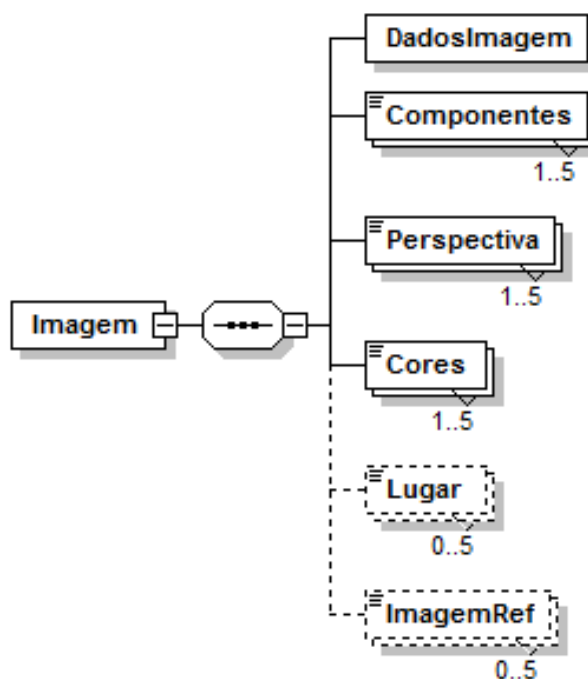 DadosImagem
Componentes
1..5
Perspectiva
1..5
Imagem
Cores
1..5
Lugar
0..5
ImagemRef
0..5